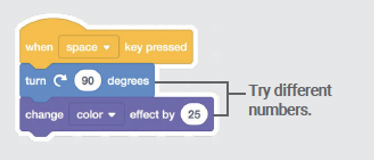 when space key pressed
turn 90 degrees
change color effect by 25
Try different
numbers.